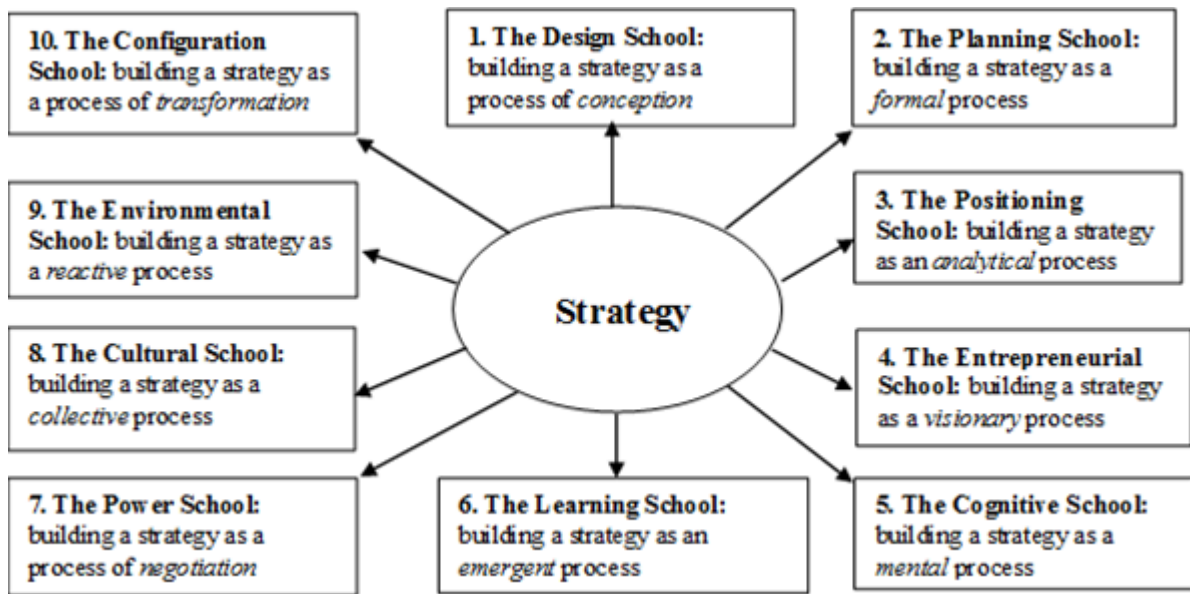 1. The Design School:
building a strategy as a
process of conception
2. The Planning School:
building a strategy as a
formal process
3. The Positioning
School: building a strategy
as an analytical process
4. The Entrepreneurial
School: building a strategy
as a visionary process
5. The Cognitive School:
building a strategy as a
mental process
6. The Learning School:
building a strategy as an
emergent process
7. The Power School:
building a strategy as a
process of negotiation
8. The Cultural School:
building a strategy as a
collective process
9. The Environmental
School: building a strategy as
a reactive process
10. The Configuration
School: building a strategy as
a process of transformation
Strategy